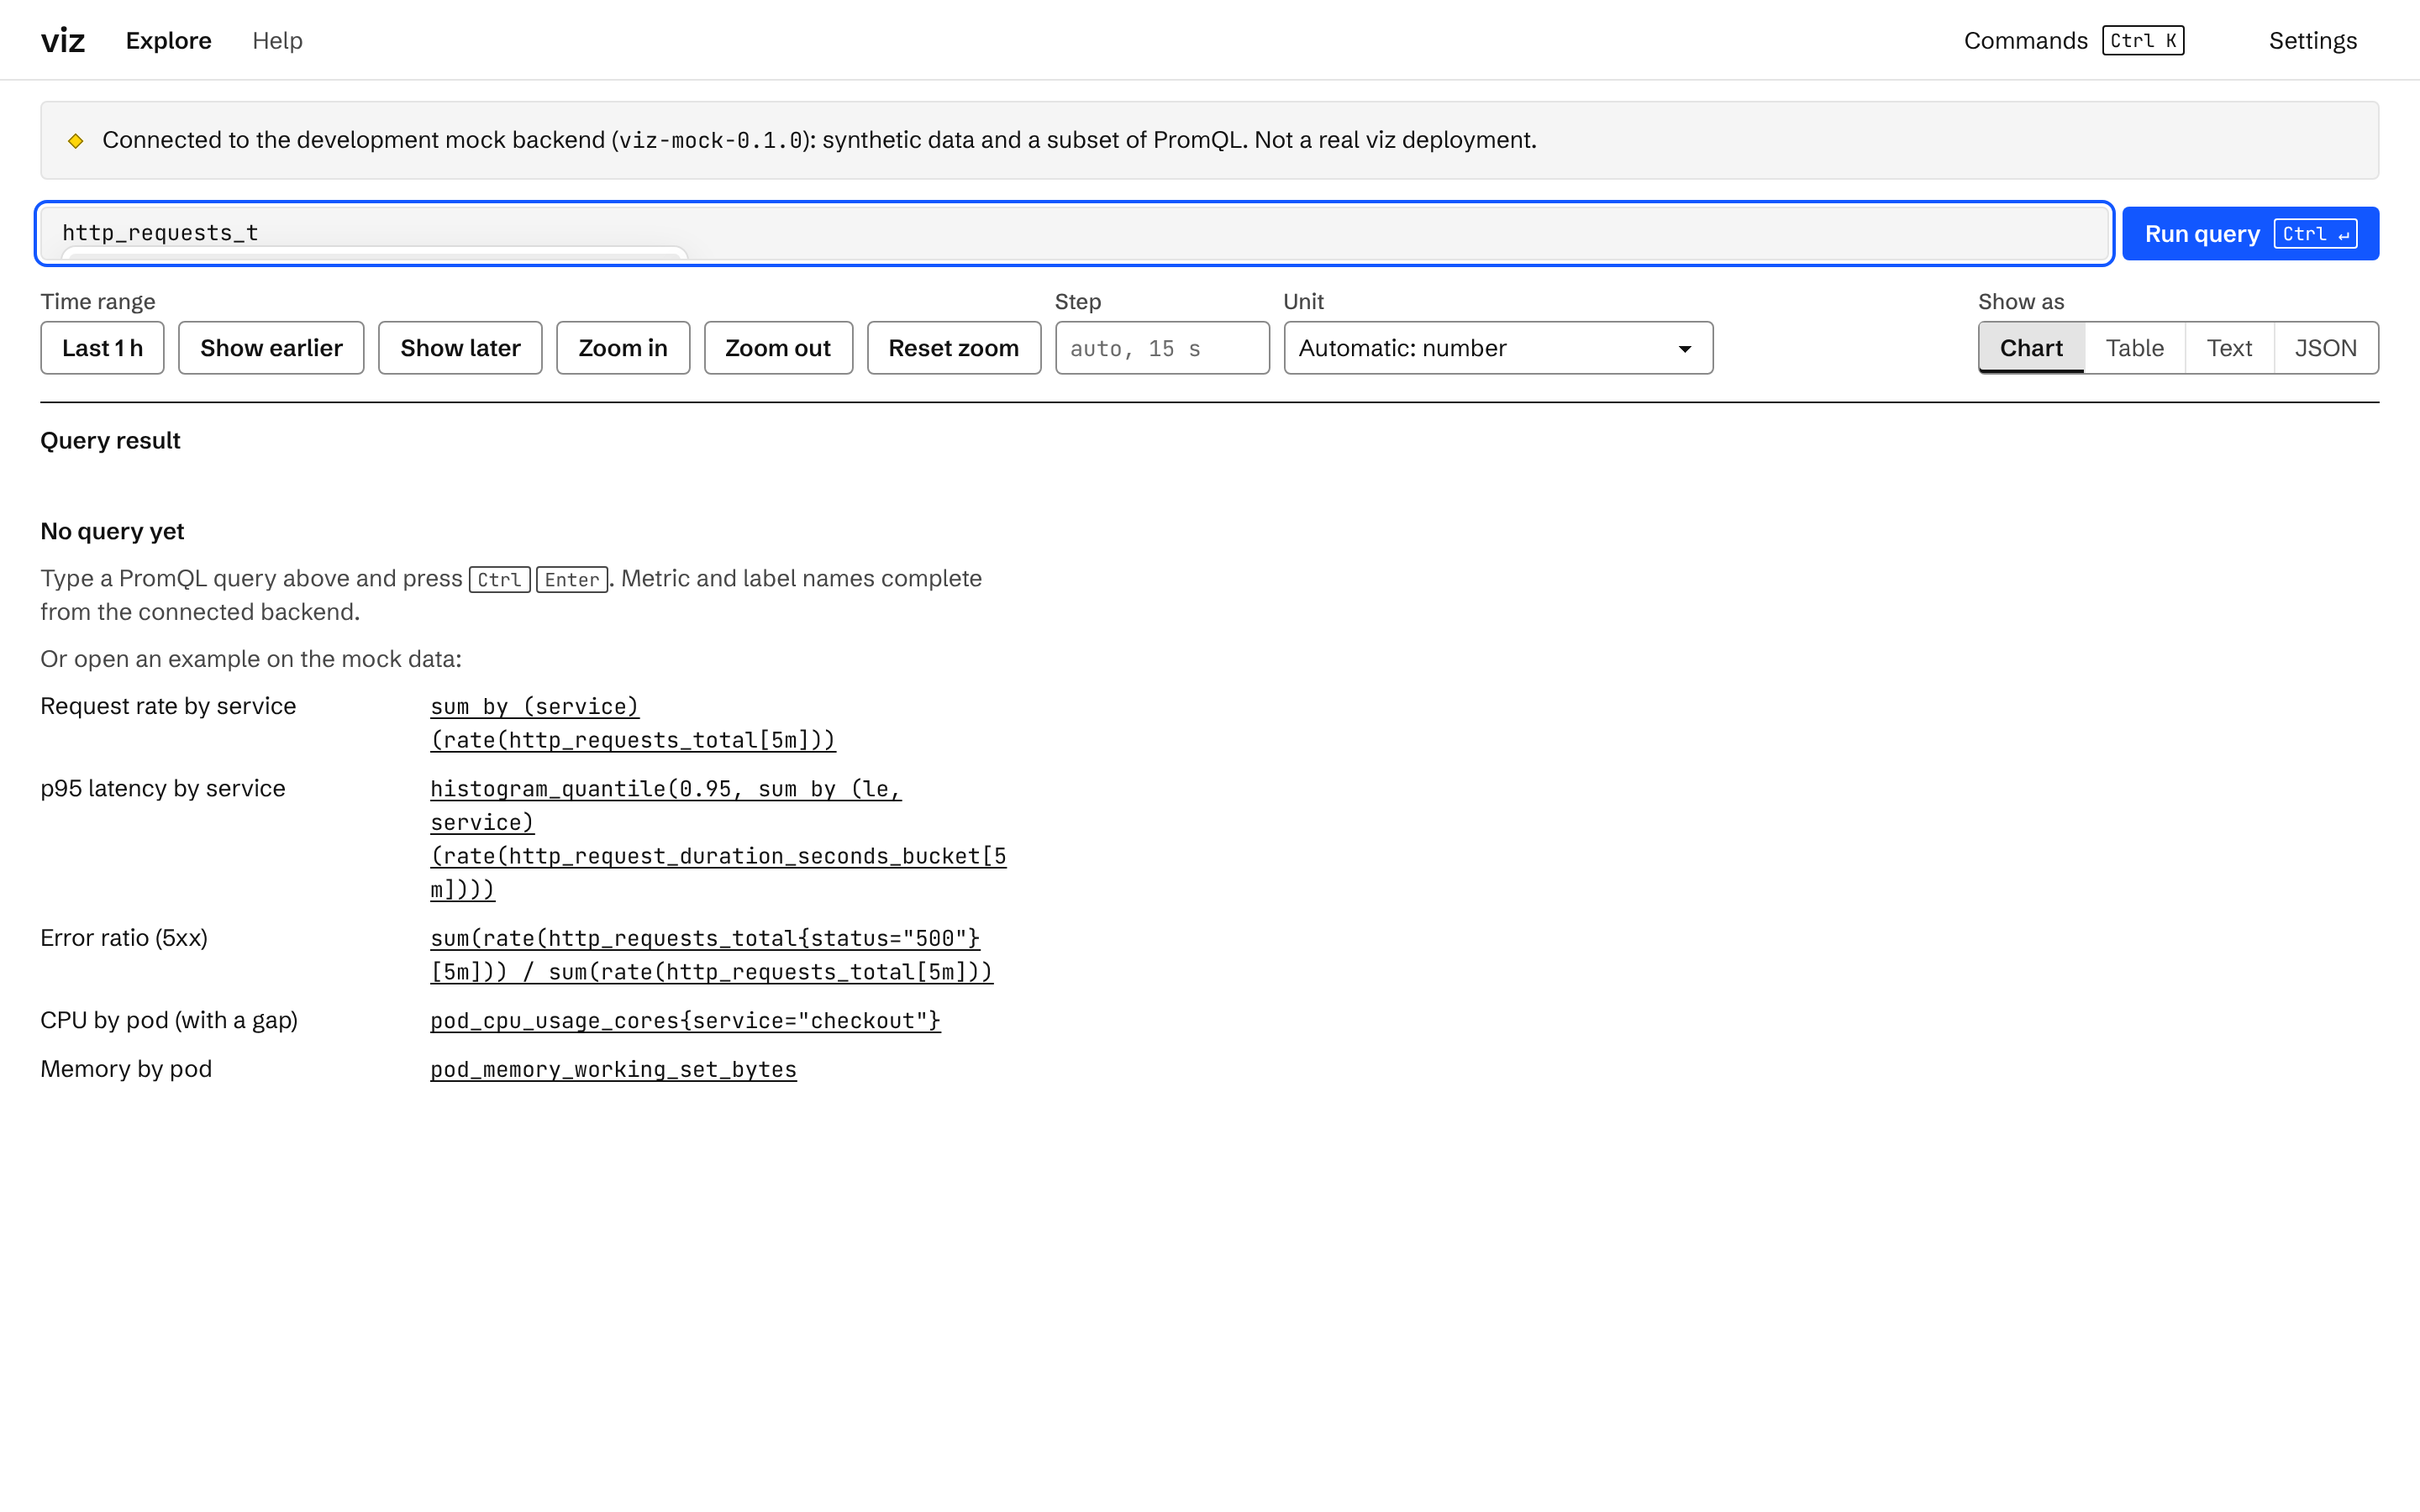 viz Explore Help Commands Ctrl K Settings
Connected to the development mock backend (viz-mock-0.1.0): synthetic data and a subset of PromQL. Not a real viz deployment.
http_requests_t Run query Ctrl ↵
Time range Step Unit Show as
Last 1 h Show earlier Show later Zoom in Zoom out Reset zoom auto, 15 s Automatic: number Chart Table Text JSON
Query result
No query yet
Type a PromQL query above and press Ctrl Enter. Metric and label names complete
from the connected backend.
Or open an example on the mock data:
Request rate by service sum by (service)
(rate(http_requests_total[5m]))
p95 latency by service histogram_quantile(0.95, sum by (le,
service)
(rate(http_request_duration_seconds_bucket[5
m])))
Error ratio (5xx) sum(rate(http_requests_total{status="500"}
[5m])) / sum(rate(http_requests_total[5m]))
CPU by pod (with a gap) pod_cpu_usage_cores{service="checkout"}
Memory by pod pod_memory_working_set_bytes